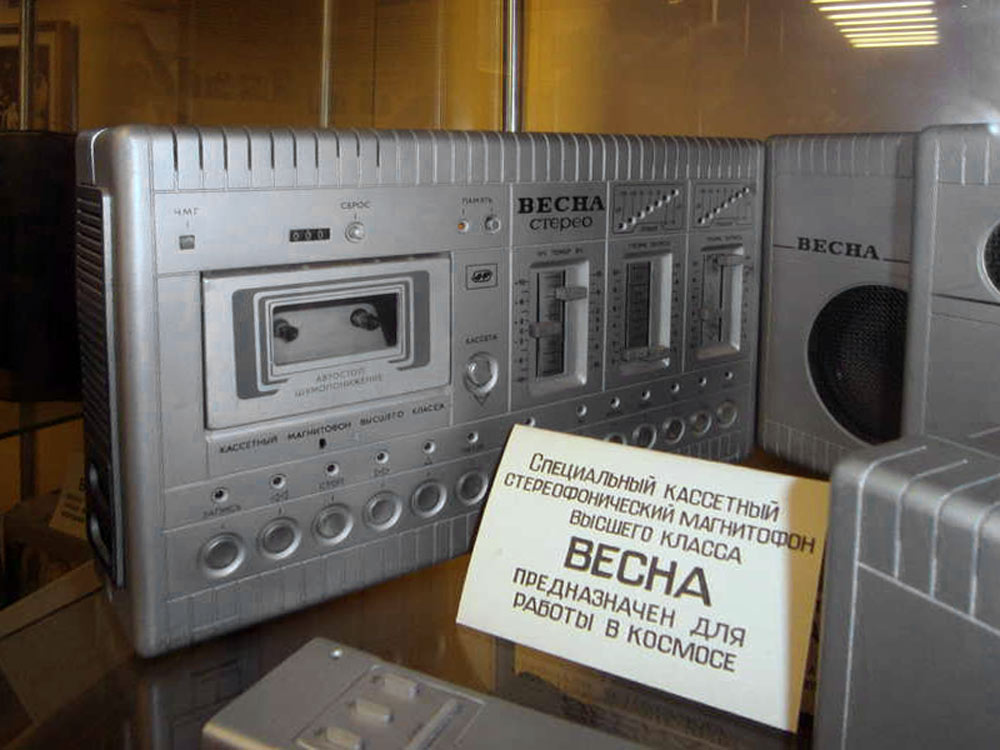 ЧМГ
СБРОС
ПАМЯТЬ
000
ВЕСНА
стерео
КАССЕТА
АВТОСТОП
ШУМОПОНИЖЕНИЕ
КАССЕТНЫЙ МАГНИТОФОН ВЫСШЕГО КЛАССА
ЗАПИСЬ
СТОП
ВЕСНА
СПЕЦИАЛЬНЫЙ КАССЕТНЫЙ
СТЕРЕОФОНИЧЕСКИЙ МАГНИТОФОН
ВЫСШЕГО КЛАССА
ВЕСНА
ПРЕДНАЗНАЧЕН ДЛЯ
РАБОТЫ В КОСМОСЕ